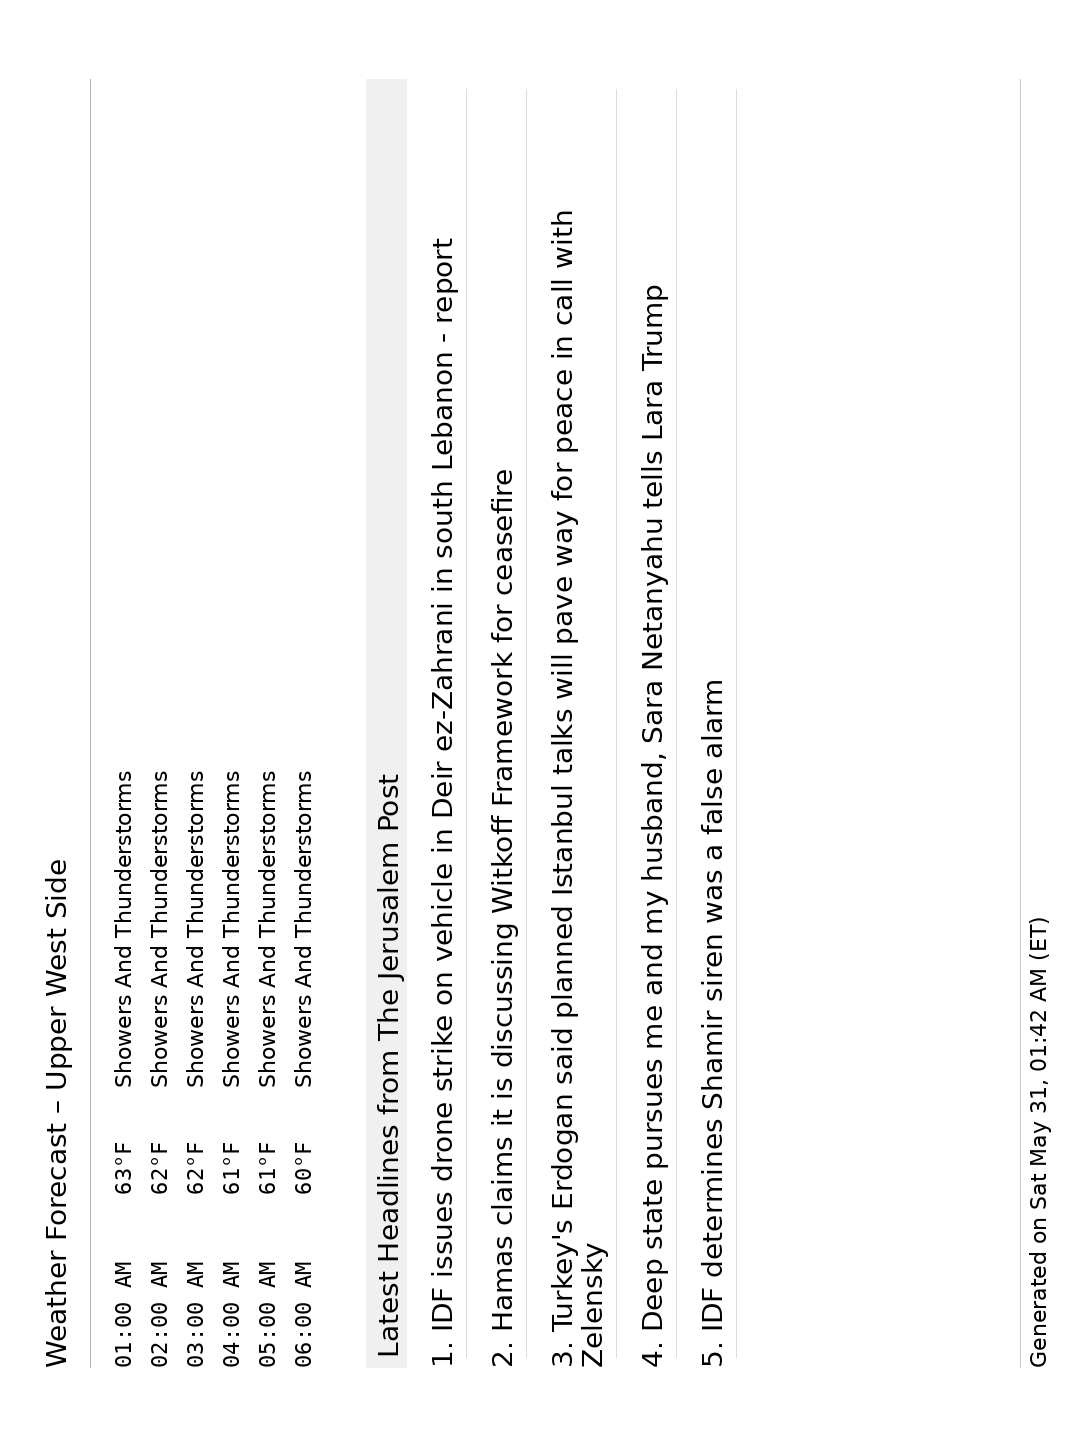 Weather Forecast – Upper West Side
01:00 AM 63°F Showers And Thunderstorms
02:00 AM 62°F Showers And Thunderstorms
03:00 AM 62°F Showers And Thunderstorms
04:00 AM 61°F Showers And Thunderstorms
05:00 AM 61°F Showers And Thunderstorms
06:00 AM 60°F Showers And Thunderstorms
Latest Headlines from The Jerusalem Post
1. IDF issues drone strike on vehicle in Deir ez-Zahrani in south Lebanon - report
2. Hamas claims it is discussing Witkoff Framework for ceasefire
3. Turkey's Erdogan said planned Istanbul talks will pave way for peace in call with
Zelensky
4. Deep state pursues me and my husband, Sara Netanyahu tells Lara Trump
5. IDF determines Shamir siren was a false alarm
Generated on Sat May 31, 01:42 AM (ET)